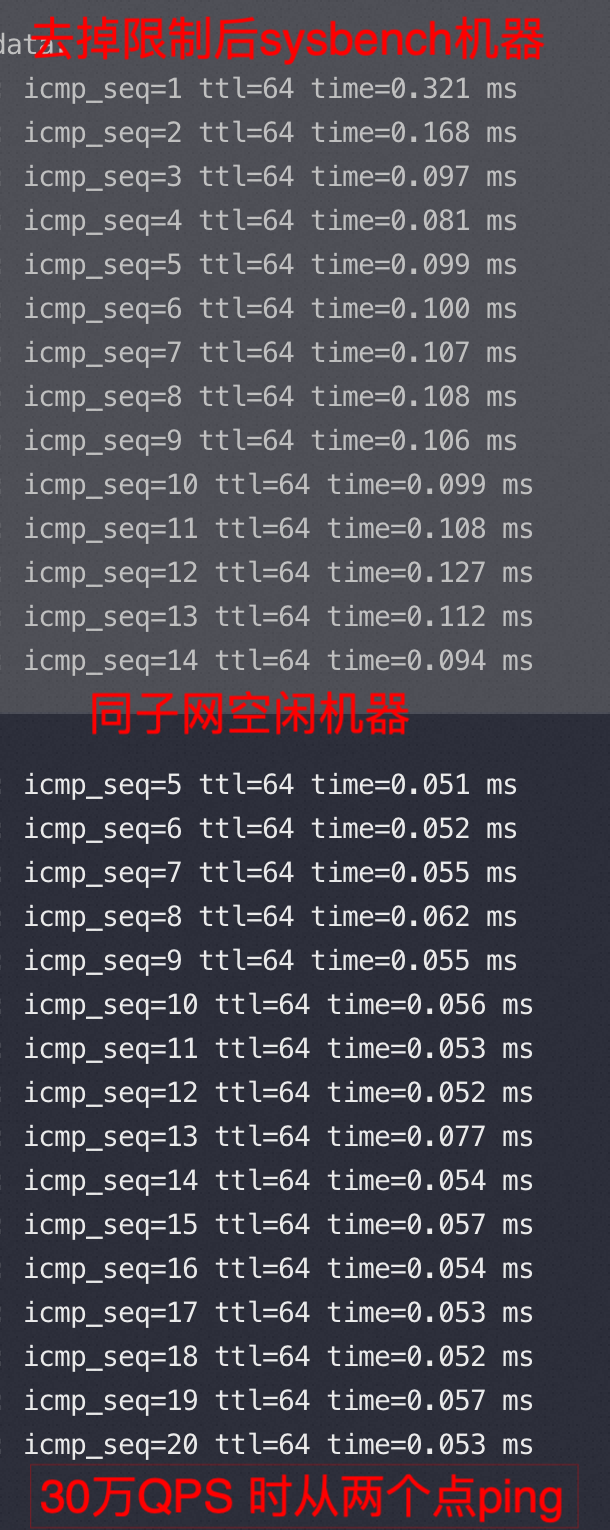 data.
去掉限制后sysbench机器
: icmp_seq=1 ttl=64 time=0.321 ms
: icmp_seq=2 ttl=64 time=0.168 ms
: icmp_seq=3 ttl=64 time=0.097 ms
: icmp_seq=4 ttl=64 time=0.081 ms
: icmp_seq=5 ttl=64 time=0.099 ms
: icmp_seq=6 ttl=64 time=0.100 ms
: icmp_seq=7 ttl=64 time=0.107 ms
: icmp_seq=8 ttl=64 time=0.108 ms
: icmp_seq=9 ttl=64 time=0.106 ms
: icmp_seq=10 ttl=64 time=0.099 ms
: icmp_seq=11 ttl=64 time=0.108 ms
: icmp_seq=12 ttl=64 time=0.127 ms
: icmp_seq=13 ttl=64 time=0.112 ms
: icmp_seq=14 ttl=64 time=0.094 ms
同子网空闲机器
: icmp_seq=5 ttl=64 time=0.051 ms
: icmp_seq=6 ttl=64 time=0.052 ms
: icmp_seq=7 ttl=64 time=0.055 ms
: icmp_seq=8 ttl=64 time=0.062 ms
: icmp_seq=9 ttl=64 time=0.055 ms
: icmp_seq=10 ttl=64 time=0.056 ms
: icmp_seq=11 ttl=64 time=0.053 ms
: icmp_seq=12 ttl=64 time=0.052 ms
: icmp_seq=13 ttl=64 time=0.077 ms
: icmp_seq=14 ttl=64 time=0.054 ms
: icmp_seq=15 ttl=64 time=0.057 ms
: icmp_seq=16 ttl=64 time=0.054 ms
: icmp_seq=17 ttl=64 time=0.053 ms
: icmp_seq=18 ttl=64 time=0.052 ms
: icmp_seq=19 ttl=64 time=0.057 ms
: icmp_seq=20 ttl=64 time=0.053 ms
30万QPS 时从两个点ping